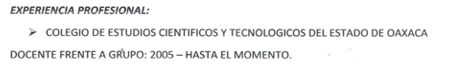 EXPERIENCIA PROFESIONAL:
➢ COLEGIO DE ESTUDIOS CIENTIFICOS Y TECNOLOGICOS DEL ESTADO DE OAXACA
DOCENTE FRENTE A GRUPO: 2005 – HASTA EL MOMENTO.